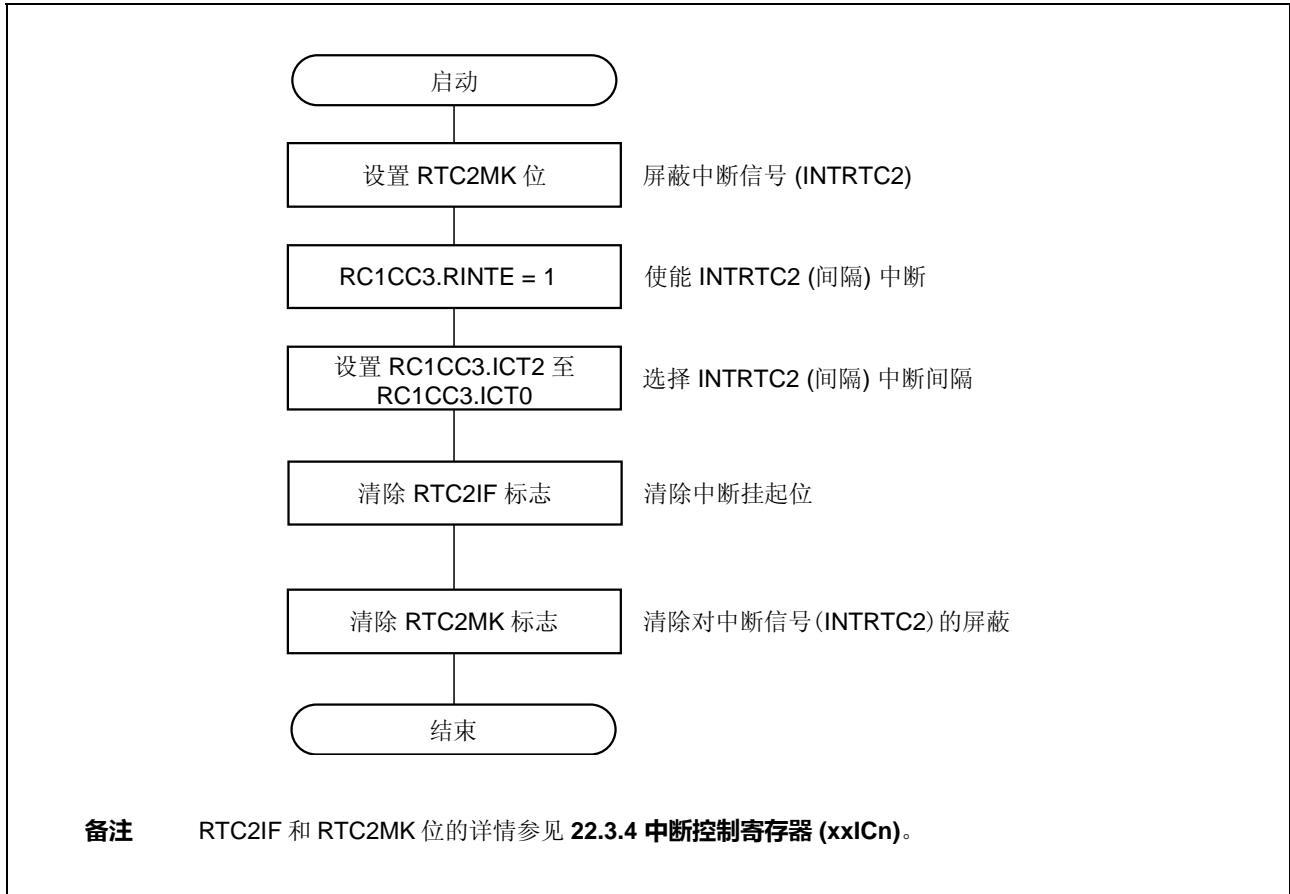 启动
设置 RTC2MK 位
屏蔽中断信号 (INTRTC2)
RC1CC3.RINTE = 1
使能 INTRTC2 (间隔) 中断
设置 RC1CC3.ICT2 至
RC1CC3.ICT0
选择 INTRTC2 (间隔) 中断间隔
清除 RTC2IF 标志
清除中断挂起位
清除 RTC2MK 标志
清除对中断信号(INTRTC2)的屏蔽
结束
备注 RTC2IF 和 RTC2MK 位的详情参见 22.3.4 中断控制寄存器 (xxICn)。